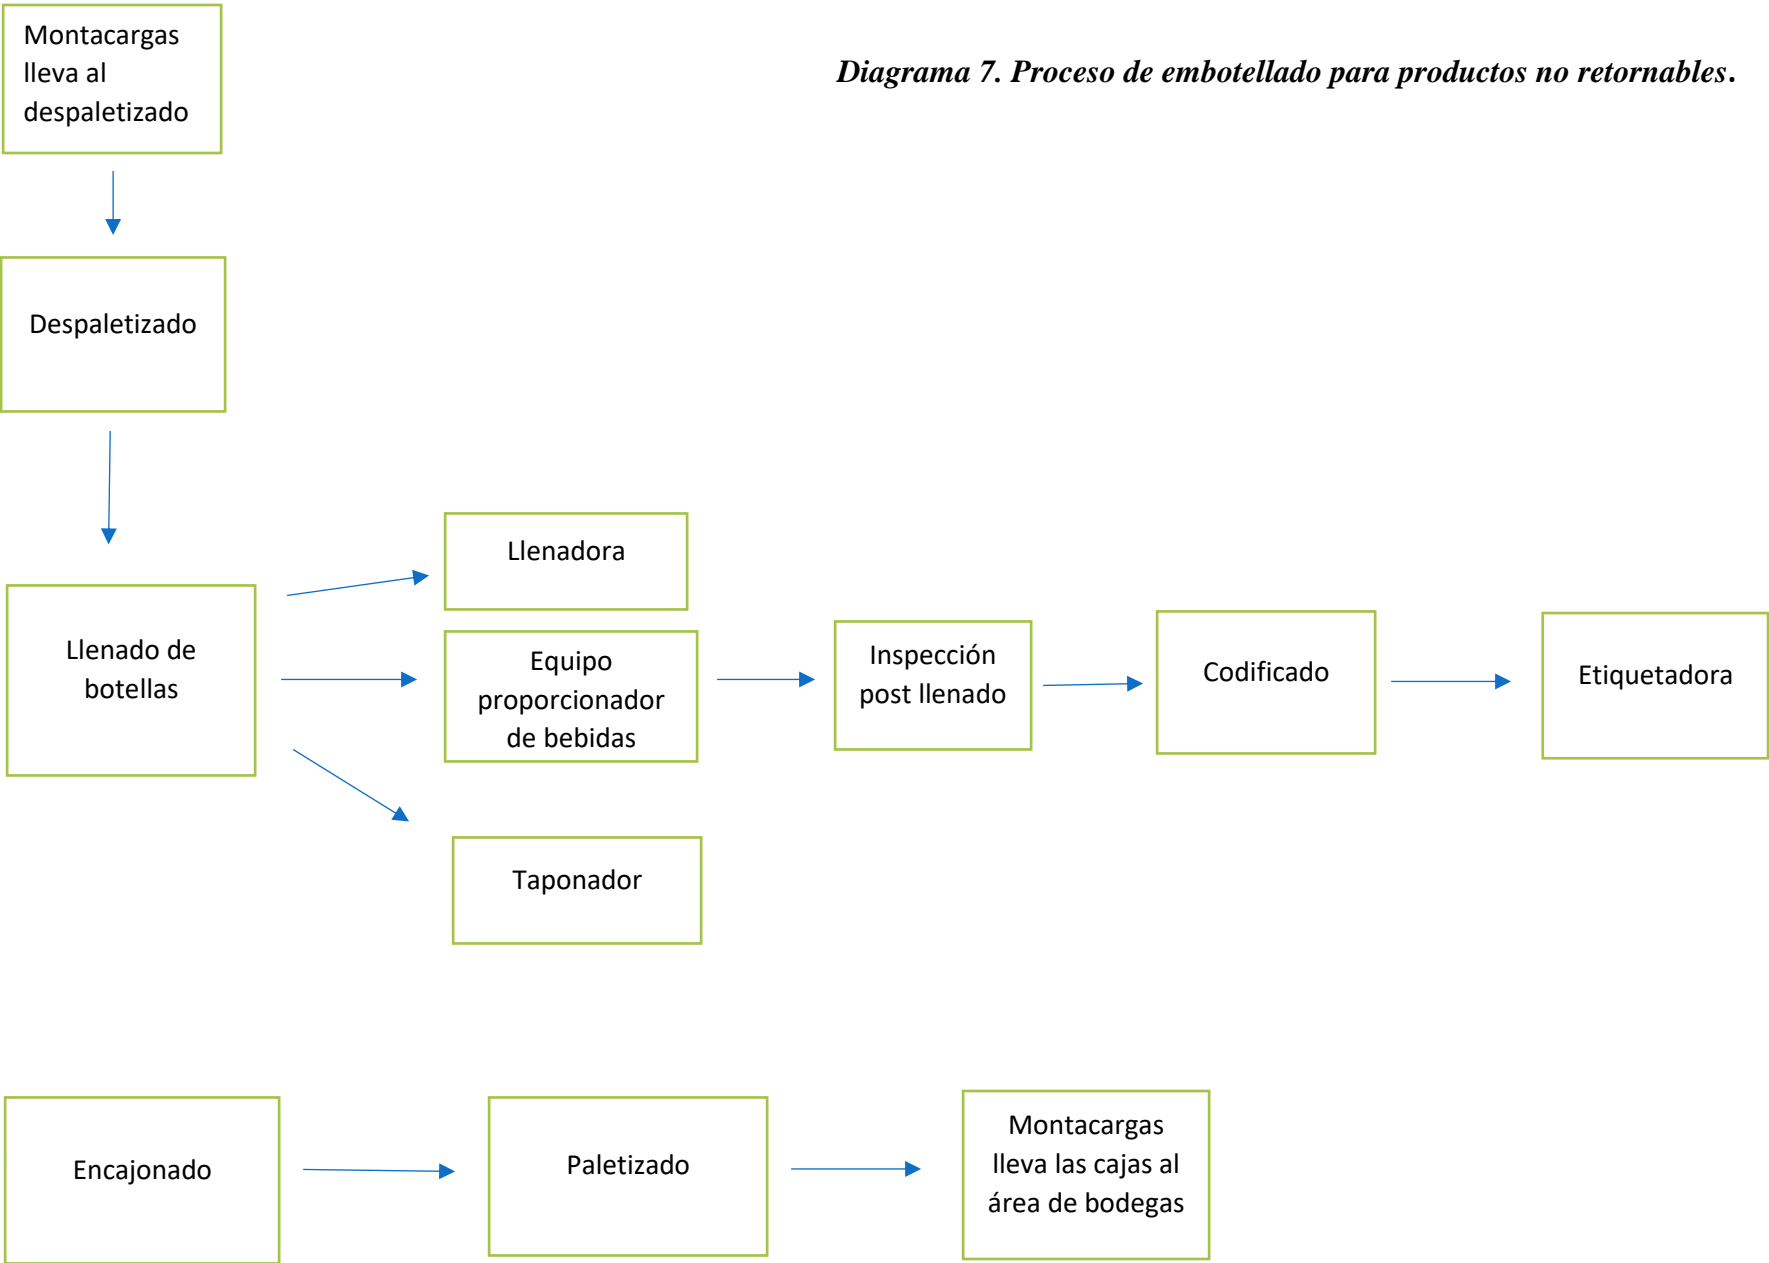 Montacargas
lleva al
despaletizado
Diagrama 7. Proceso de embotellado para productos no retornables.
Despaletizado
Llenado de
botellas
Llenadora
Equipo
proporcionador
de bebidas
Taponador
Inspección
post llenado
Codificado
Etiquetadora
Encajonado
Paletizado
Montacargas
lleva las cajas al
área de bodegas